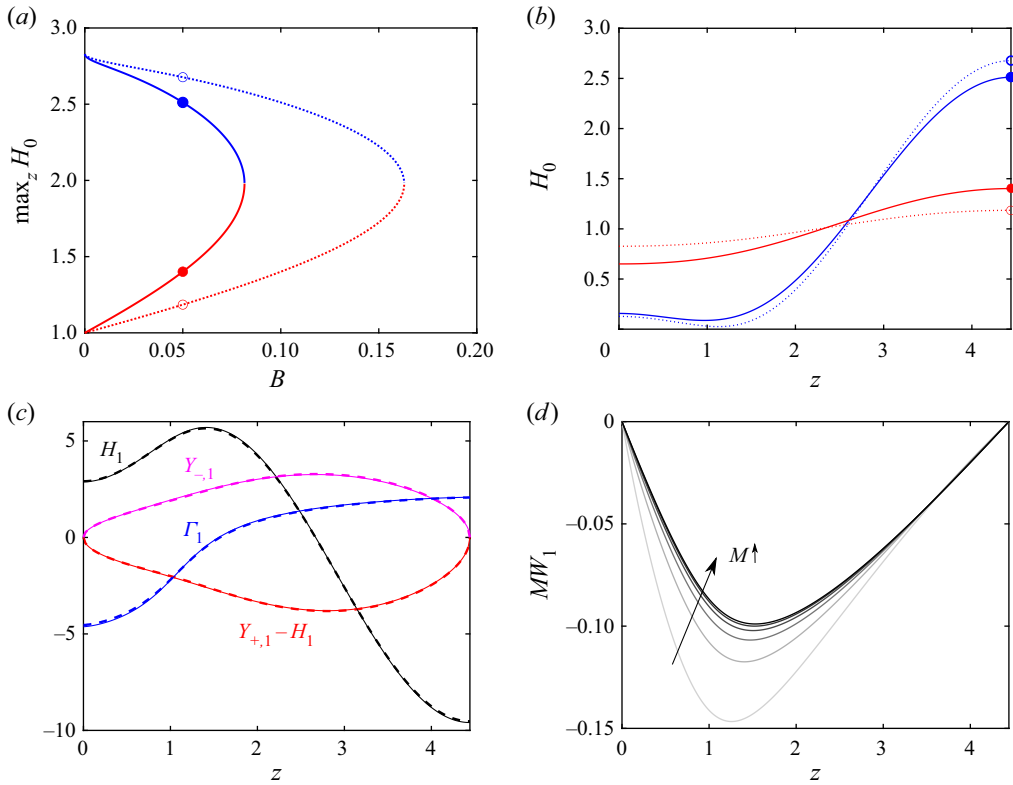 (a)
3.0
2.5
2.0
1.5
1.0
max_z H_0
0
0.05
0.10
0.15
0.20
B
(b)
3.0
2.5
2.0
1.5
1.0
0.5
H_0
0
1
2
3
4
z
(c)
5
0
−5
−10
H_1
Y_{−,1}
Γ_1
Y_{+,1} − H_1
0
1
2
3
4
z
(d)
0
−0.05
−0.10
−0.15
MW_1
M↑
0
1
2
3
4
z